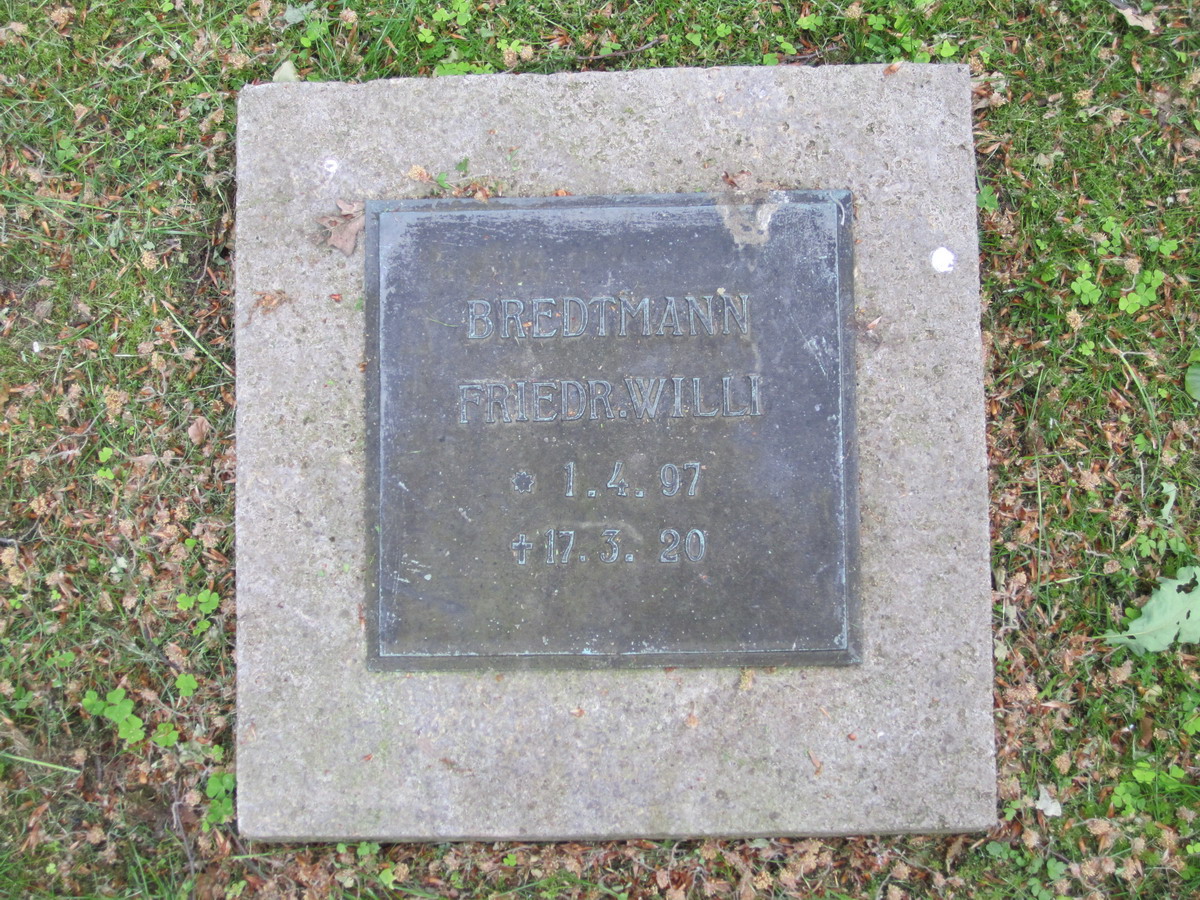 BREDTMANN
FRIEDR. WILLI
* 1. 4. 97
† 17. 3. 20